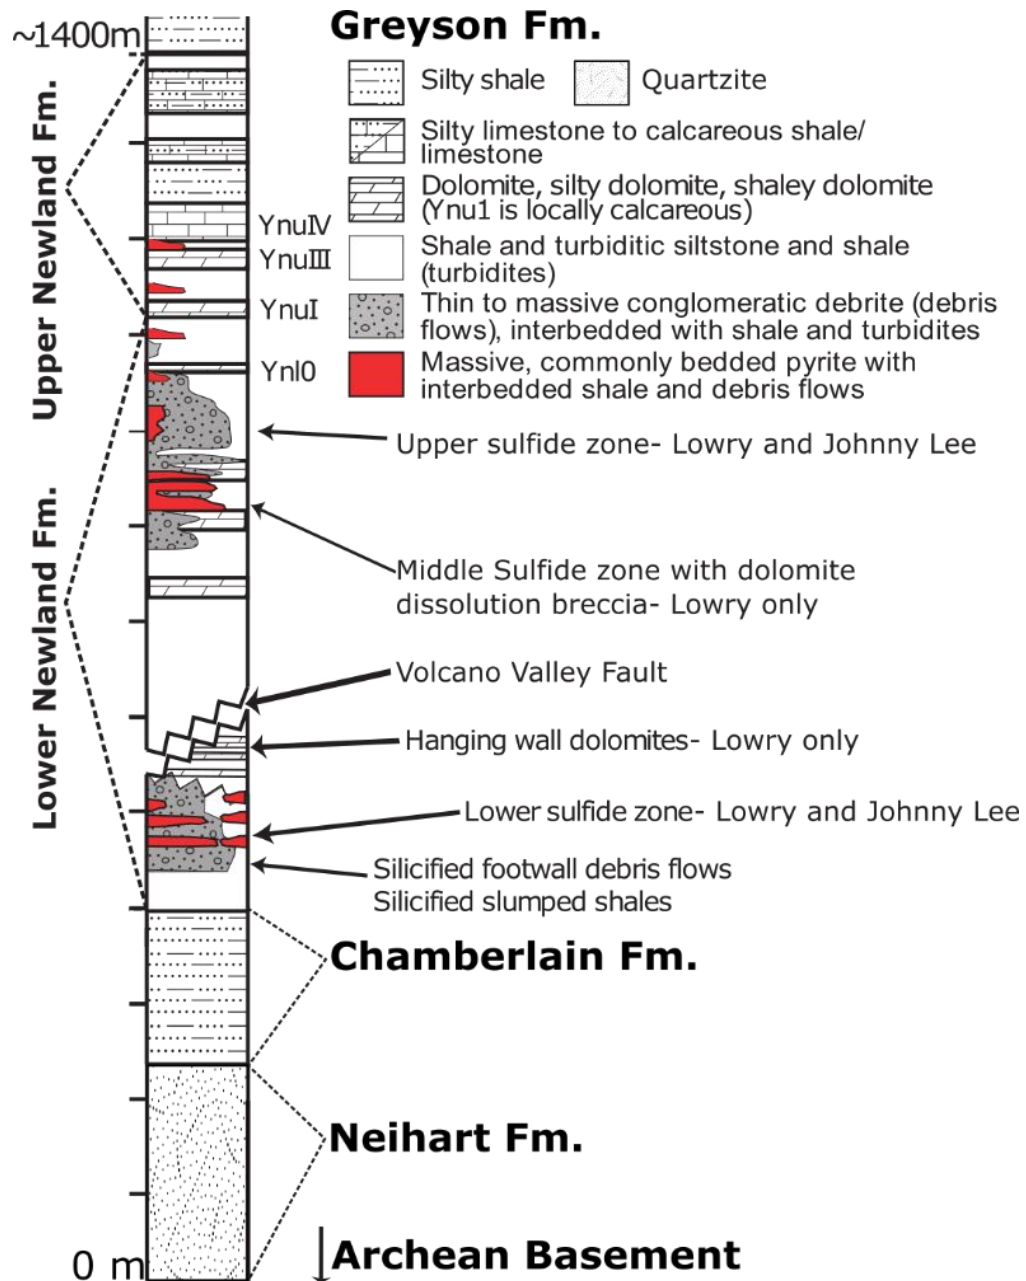 ~1400m
Greyson Fm.
Silty shale
Quartzite
Silty limestone to calcareous shale/
limestone
Dolomite, silty dolomite, shaley dolomite
(Ynu1 is locally calcareous)
Shale and turbiditic siltstone and shale
(turbidites)
Thin to massive conglomeratic debrite (debris
flows), interbedded with shale and turbidites
Massive, commonly bedded pyrite with
interbedded shale and debris flows
Upper Newland Fm.
YnuIV
YnuIII
YnuI
Ynl0
Upper sulfide zone- Lowry and Johnny Lee
Lower Newland Fm.
Middle Sulfide zone with dolomite
dissolution breccia- Lowry only
Volcano Valley Fault
Hanging wall dolomites- Lowry only
Lower sulfide zone- Lowry and Johnny Lee
Silicified footwall debris flows
Silicified slumped shales
Chamberlain Fm.
Neihart Fm.
0 m
Archean Basement